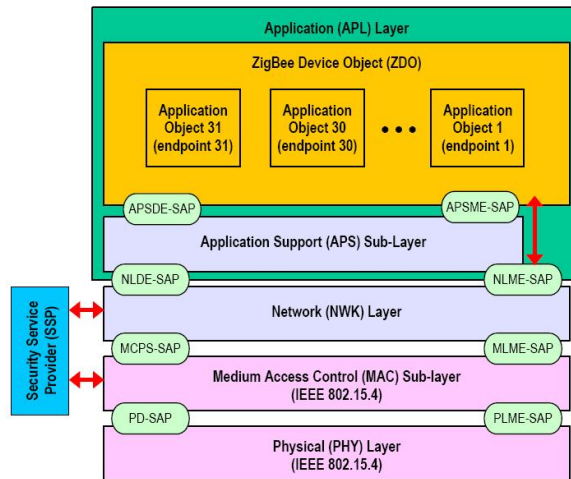 Application (APL) Layer
ZigBee Device Object (ZDO)
Application
Object 31
(endpoint 31)
Application
Object 30
(endpoint 30)
Application
Object 1
(endpoint 1)
APSDE-SAP
APSME-SAP
Application Support (APS) Sub-Layer
NLDE-SAP
NLME-SAP
Security Service
Provider (SSP)
Network (NWK) Layer
MCPS-SAP
MLME-SAP
Medium Access Control (MAC) Sub-layer
(IEEE 802.15.4)
PD-SAP
PLME-SAP
Physical (PHY) Layer
(IEEE 802.15.4)